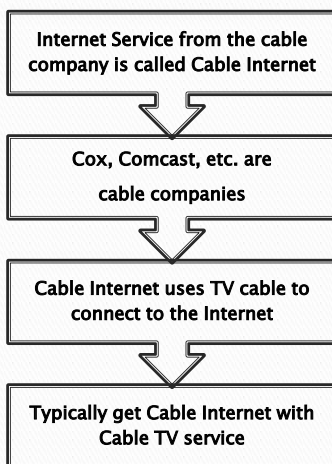 Internet Service from the cable
company is called Cable Internet
Cox, Comcast, etc. are
cable companies
Cable Internet uses TV cable to
connect to the Internet
Typically get Cable Internet with
Cable TV service